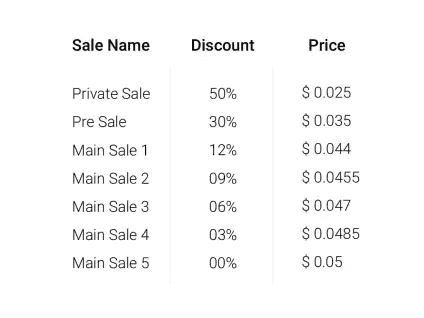 Sale Name Discount Price
Private Sale 50% $ 0.025
Pre Sale 30% $ 0.035
Main Sale 1 12% $ 0.044
Main Sale 2 09% $ 0.0455
Main Sale 3 06% $ 0.047
Main Sale 4 03% $ 0.0485
Main Sale 5 00% $ 0.05